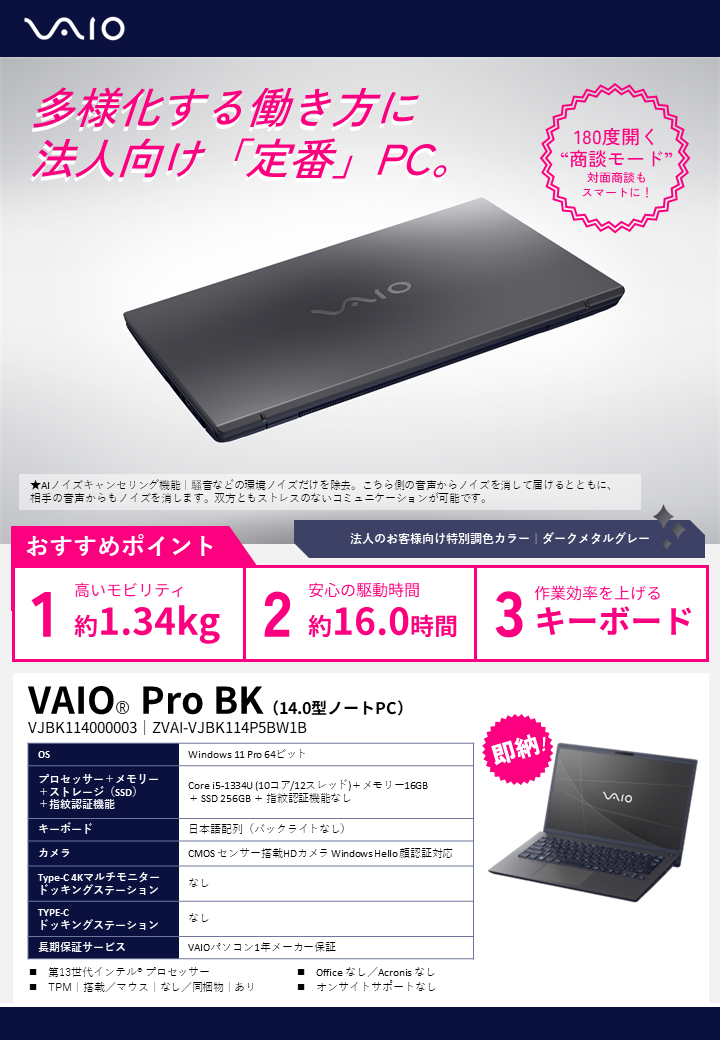 VAIO
多様化する働き方に
法人向け「定番」PC。
180度開く
“商談モード”
対面商談も
スマートに！
VAIO
★AIノイズキャンセリング機能｜騒音などの環境ノイズだけを除去。こちら側の音声からノイズを消して届けるとともに、
相手の音声からもノイズを消します。双方ともストレスのないコミュニケーションが可能です。
法人のお客様向け特別調色カラー｜ダークメタルグレー
おすすめポイント
1
高いモビリティ
約1.34kg
2
安心の駆動時間
約16.0時間
3
作業効率を上げる
キーボード
VAIO® Pro BK（14.0型ノートPC）
VJBK114000003｜ZVAI-VJBK114P5BW1B
即納!
VAIO
OS
Windows 11 Pro 64ビット
プロセッサー＋メモリー
＋ストレージ（SSD）
＋指紋認証機能
Core i5-1334U (10コア/12スレッド)＋メモリー16GB
＋ SSD 256GB ＋ 指紋認証機能なし
キーボード
日本語配列（バックライトなし）
カメラ
CMOS センサー搭載HDカメラ Windows Hello 顔認証対応
Type-C 4Kマルチモニター
ドッキングステーション
なし
TYPE-C
ドッキングステーション
なし
長期保証サービス
VAIOパソコン1年メーカー保証
■ 第13世代インテル® プロセッサー
■ TPM｜搭載／マウス｜なし／同梱物｜あり
■ Office なし／Acronis なし
■ オンサイトサポートなし